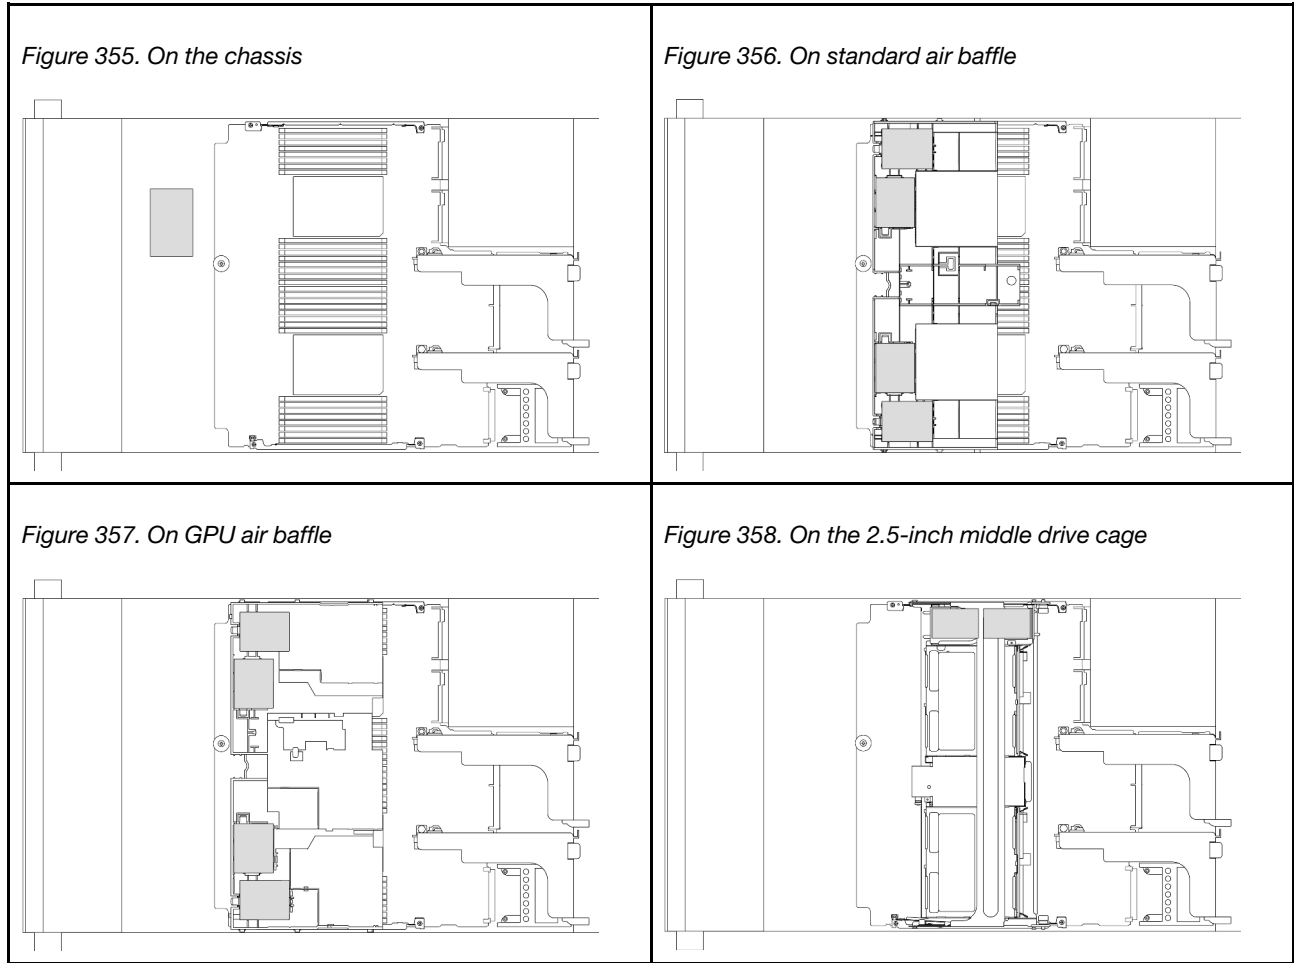 Figure 355. On the chassis
Figure 356. On standard air baffle
Figure 357. On GPU air baffle
Figure 358. On the 2.5-inch middle drive cage